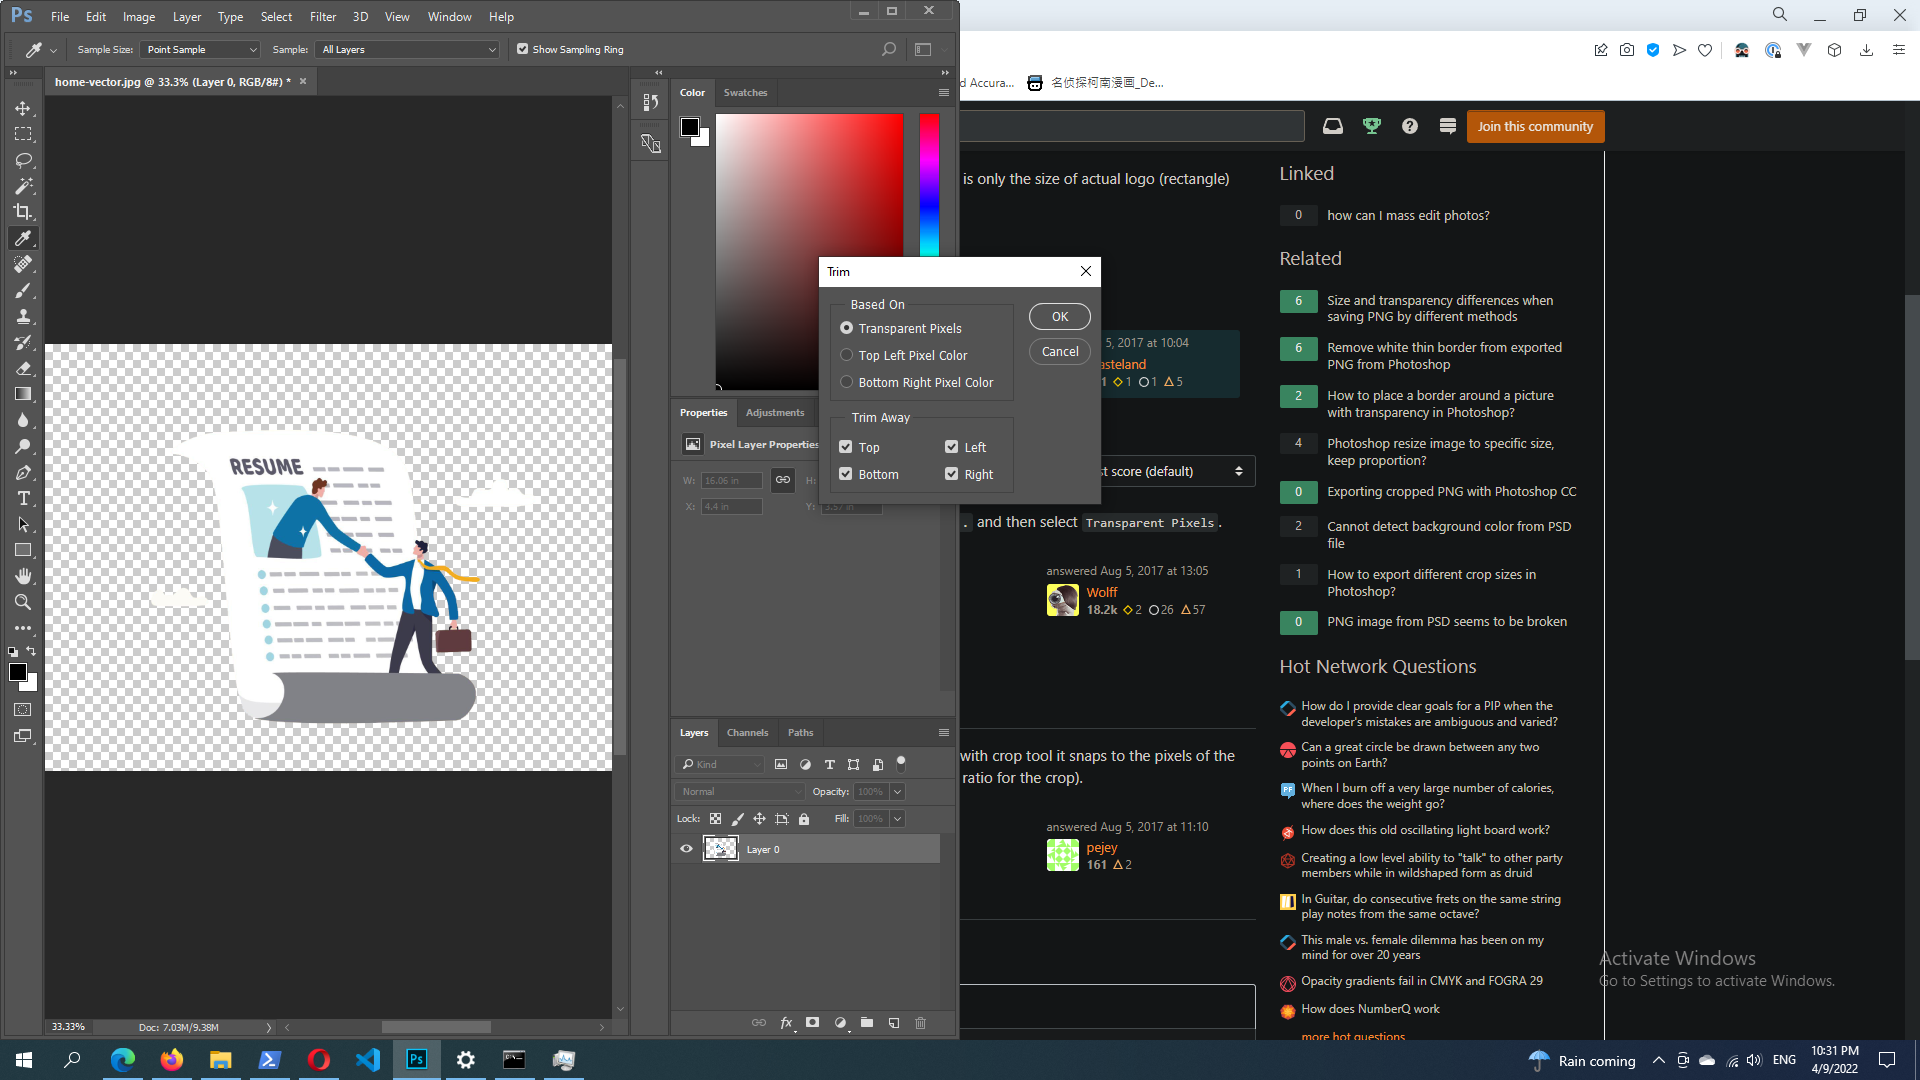 Ps File Edit Image Layer Type Select Filter 3D View Window Help
Sample Size: Point Sample Sample: All Layers Show Sampling Ring
home-vector.jpg @ 33.3% (Layer 0, RGB/8#) *
RESUME
33.33% Doc: 7.03M/9.38M
Color Swatches
Properties Adjustments
Pixel Layer Properties
W: 16.06 in H:
X: 4.4 in Y: 3.57 in
Layers Channels Paths
Kind
Normal Opacity: 100%
Lock: Fill: 100%
Layer 0
fx
Trim
Based On
Transparent Pixels
Top Left Pixel Color
Bottom Right Pixel Color
OK
Cancel
Trim Away
Top Left
Bottom Right
d Accura... 名侦探柯南漫画_De...
Join this community
is only the size of actual logo (rectangle)
5, 2017 at 10:04
asteland
1 1 1 5
st score (default)
. and then select Transparent Pixels.
answered Aug 5, 2017 at 13:05
Wolff
18.2k 2 26 57
with crop tool it snaps to the pixels of the
ratio for the crop).
answered Aug 5, 2017 at 11:10
pejey
161 2
Linked
0 how can I mass edit photos?
Related
6 Size and transparency differences when
saving PNG by different methods
6 Remove white thin border from exported
PNG from Photoshop
2 How to place a border around a picture
with transparency in Photoshop?
4 Photoshop resize image to specific size,
keep proportion?
0 Exporting cropped PNG with Photoshop CC
2 Cannot detect background color from PSD
file
1 How to export different crop sizes in
Photoshop?
0 PNG image from PSD seems to be broken
Hot Network Questions
How do I provide clear goals for a PIP when the
developer's mistakes are ambiguous and varied?
Can a great circle be drawn between any two
points on Earth?
When I burn off a very large number of calories,
where does the weight go?
How does this old oscillating light board work?
Creating a low level ability to "talk" to other party
members while in wildshaped form as druid
In Guitar, do consecutive frets on the same string
play notes from the same octave?
This male vs. female dilemma has been on my
mind for over 20 years
Opacity gradients fail in CMYK and FOGRA 29
How does NumberQ work
more hot questions
Activate Windows
Go to Settings to activate Windows.
Ps
Rain coming ENG 10:31 PM
4/9/2022